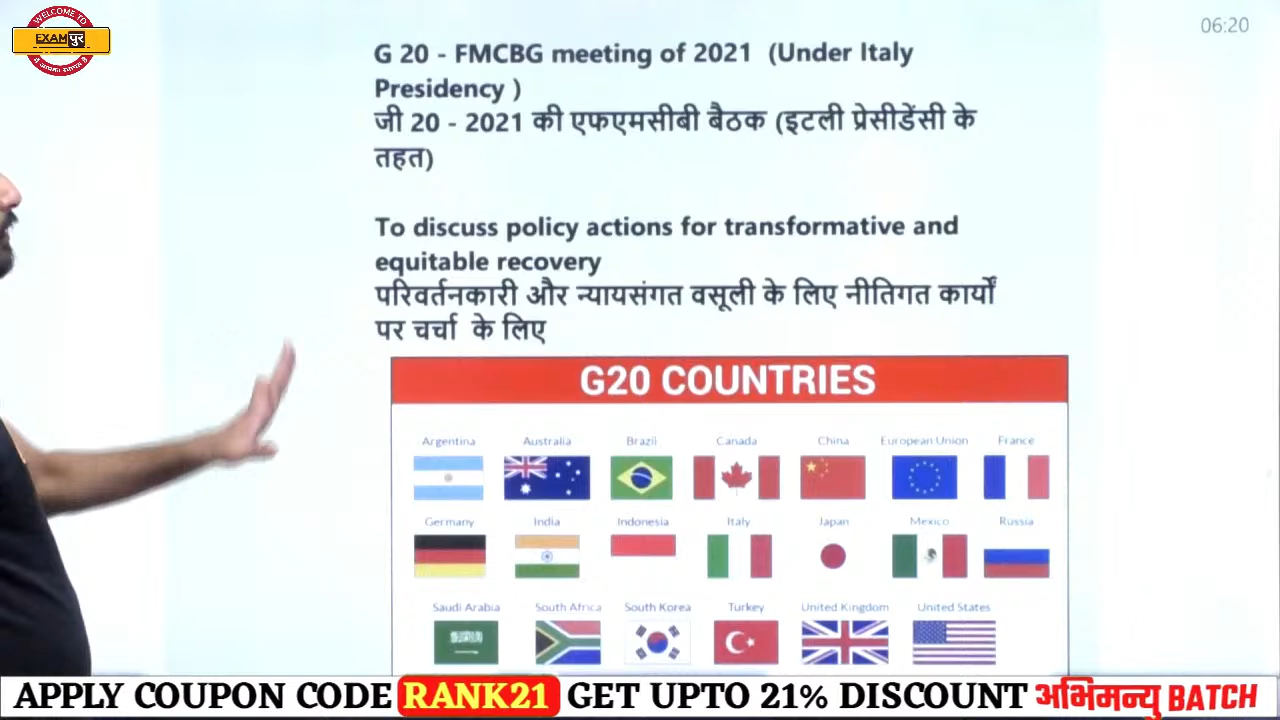 WELCOME TO
EXAMपुर
06:20
G 20 - FMCBG meeting of 2021 (Under Italy
Presidency )
जी 20 - 2021 की एफएमसीबी बैठक (इटली प्रेसीडेंसी के
तहत)
To discuss policy actions for transformative and
equitable recovery
परिवर्तनकारी और न्यायसंगत वसूली के लिए नीतिगत कार्यों
पर चर्चा के लिए
G20 COUNTRIES
Argentina Australia Brazil Canada China European Union France
Germany India Indonesia Italy Japan Mexico Russia
Saudi Arabia South Africa South Korea Turkey United Kingdom United States
APPLY COUPON CODE RANK21 GET UPTO 21% DISCOUNT अभिमन्यु BATCH